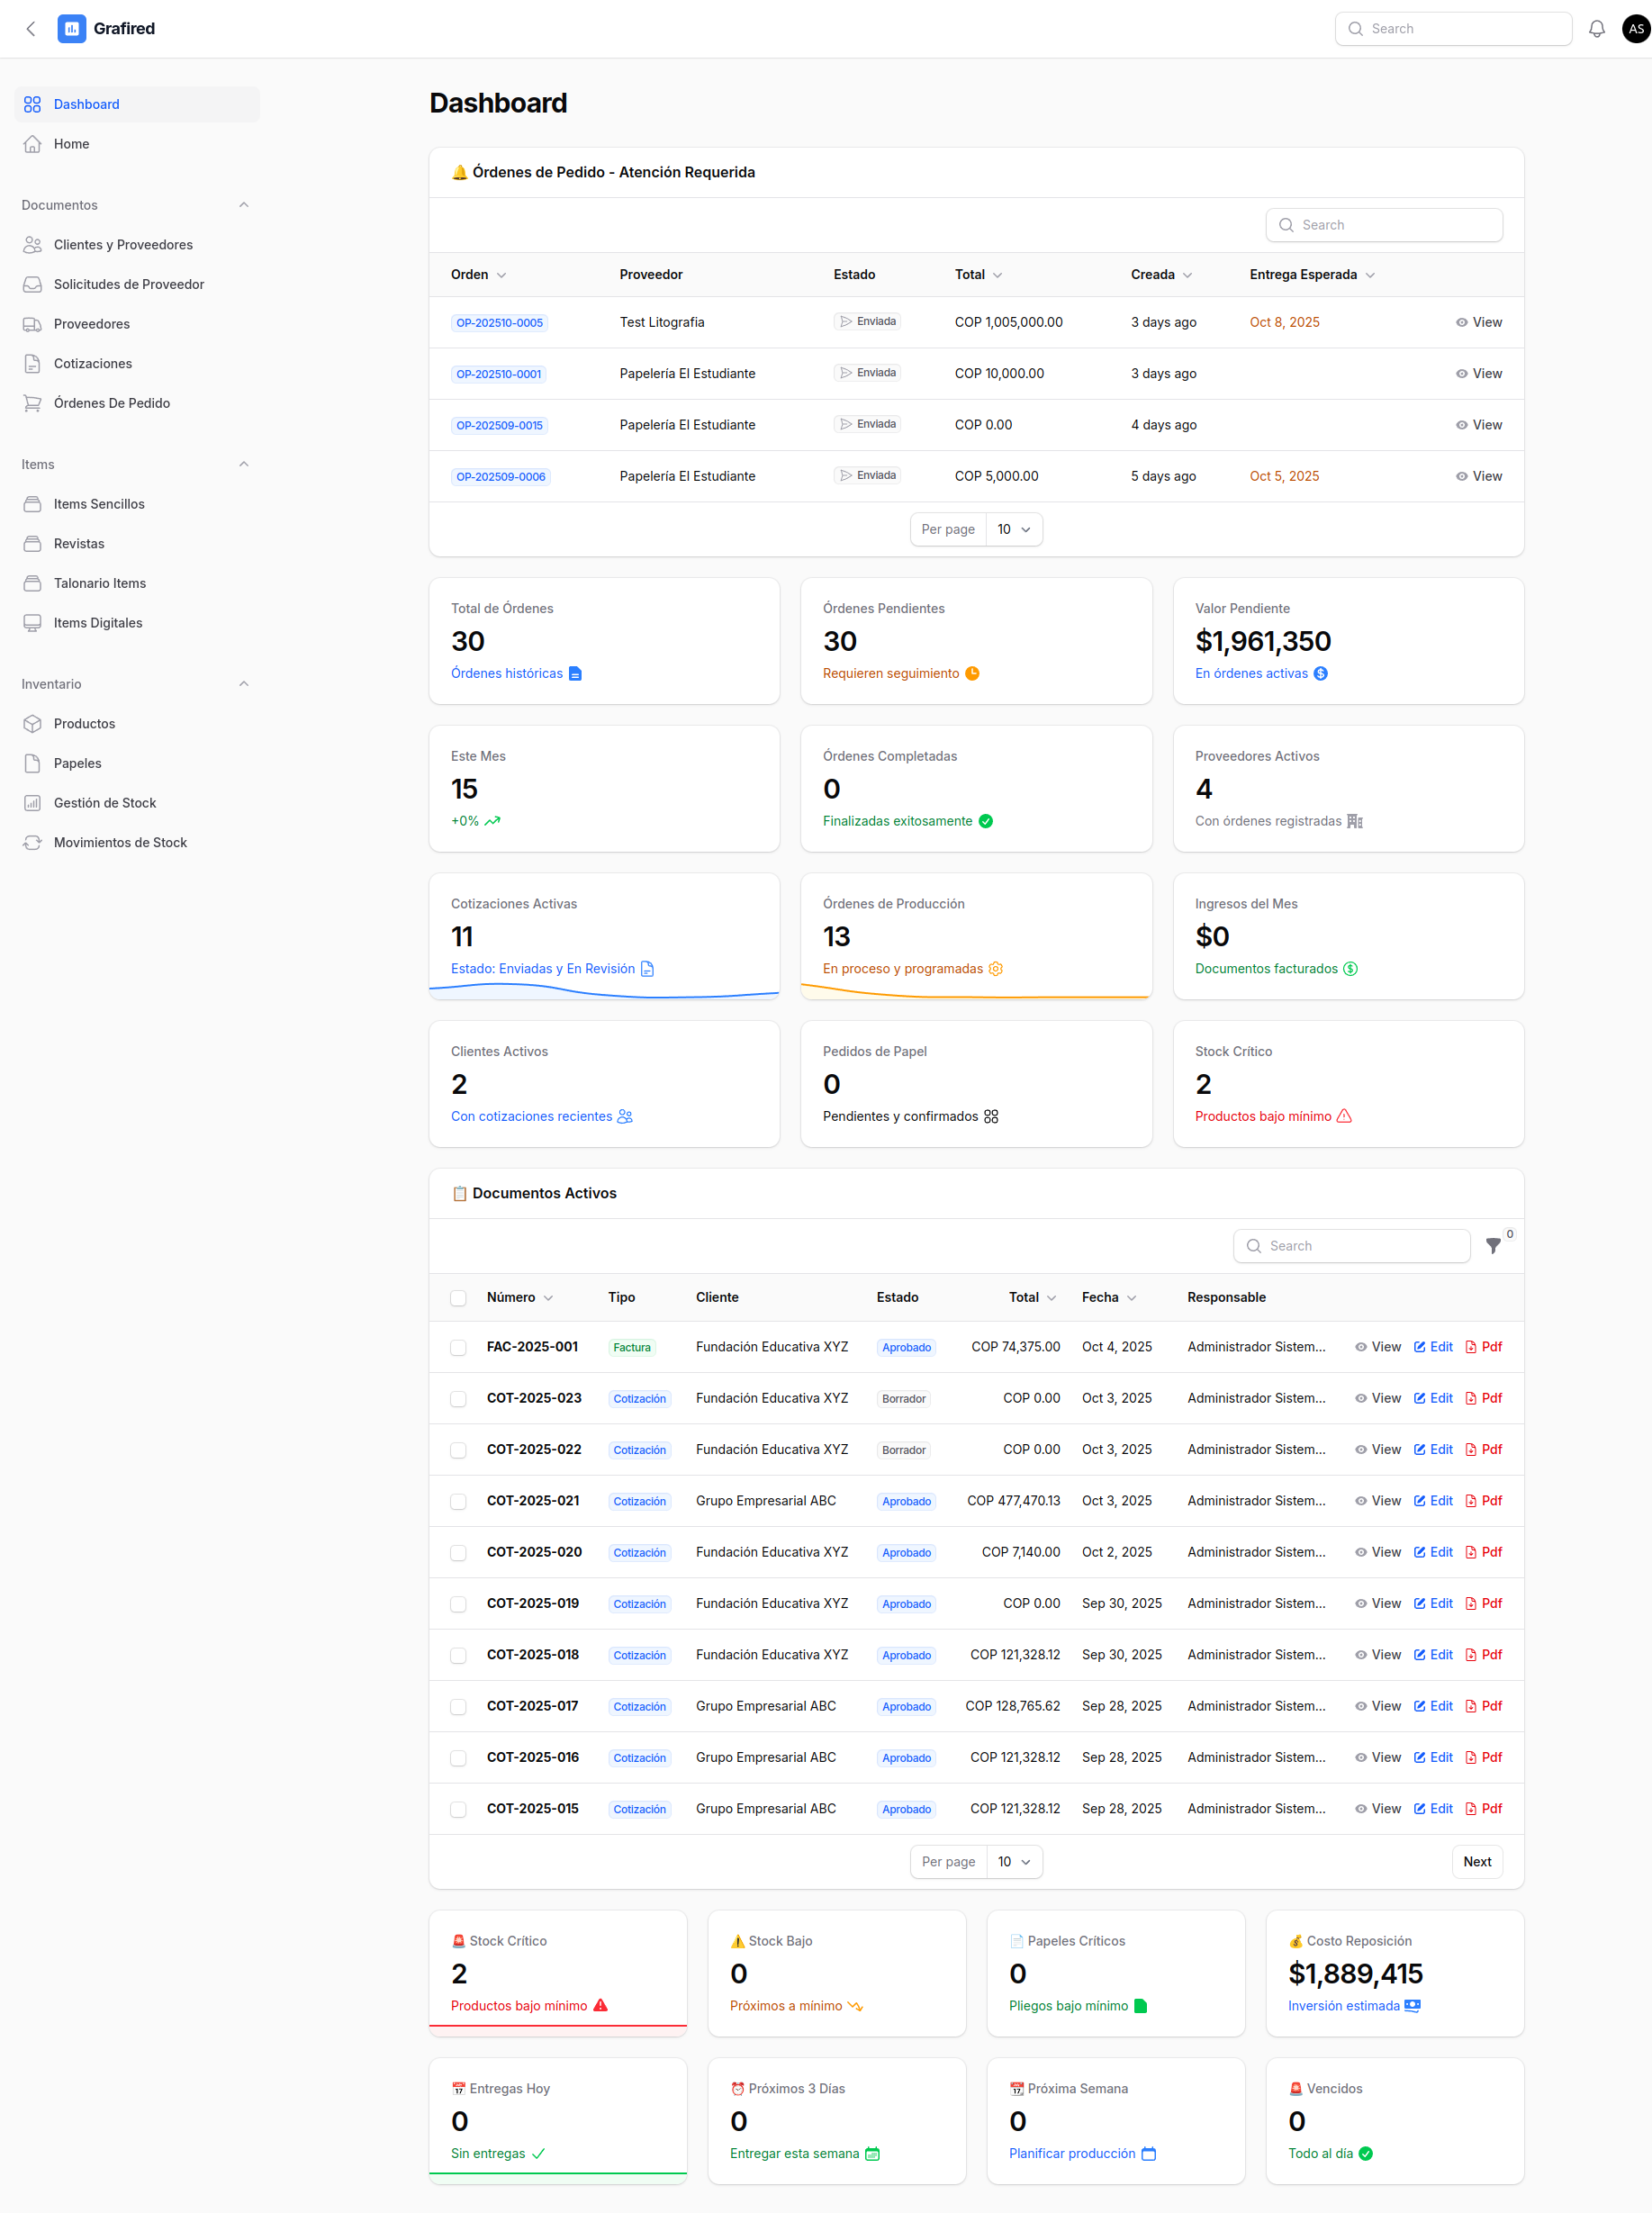 Grafired
Search
AS
Dashboard
Home
Documentos
Clientes y Proveedores
Solicitudes de Proveedor
Proveedores
Cotizaciones
Órdenes De Pedido
Items
Items Sencillos
Revistas
Talonario Items
Items Digitales
Inventario
Productos
Papeles
Gestión de Stock
Movimientos de Stock
Dashboard
🔔 Órdenes de Pedido - Atención Requerida
Search
Orden Proveedor Estado Total Creada Entrega Esperada
OP-202510-0005 Test Litografia Enviada COP 1,005,000.00 3 days ago Oct 8, 2025 View
OP-202510-0001 Papelería El Estudiante Enviada COP 10,000.00 3 days ago View
OP-202509-0015 Papelería El Estudiante Enviada COP 0.00 4 days ago View
OP-202509-0006 Papelería El Estudiante Enviada COP 5,000.00 5 days ago Oct 5, 2025 View
Per page 10
Total de Órdenes
30
Órdenes históricas
Órdenes Pendientes
30
Requieren seguimiento
Valor Pendiente
$1,961,350
En órdenes activas
Este Mes
15
+0%
Órdenes Completadas
0
Finalizadas exitosamente
Proveedores Activos
4
Con órdenes registradas
Cotizaciones Activas
11
Estado: Enviadas y En Revisión
Órdenes de Producción
13
En proceso y programadas
Ingresos del Mes
$0
Documentos facturados
Clientes Activos
2
Con cotizaciones recientes
Pedidos de Papel
0
Pendientes y confirmados
Stock Crítico
2
Productos bajo mínimo
📋 Documentos Activos
Search
0
Número Tipo Cliente Estado Total Fecha Responsable
FAC-2025-001 Factura Fundación Educativa XYZ Aprobado COP 74,375.00 Oct 4, 2025 Administrador Sistem... View Edit Pdf
COT-2025-023 Cotización Fundación Educativa XYZ Borrador COP 0.00 Oct 3, 2025 Administrador Sistem... View Edit Pdf
COT-2025-022 Cotización Fundación Educativa XYZ Borrador COP 0.00 Oct 3, 2025 Administrador Sistem... View Edit Pdf
COT-2025-021 Cotización Grupo Empresarial ABC Aprobado COP 477,470.13 Oct 3, 2025 Administrador Sistem... View Edit Pdf
COT-2025-020 Cotización Fundación Educativa XYZ Aprobado COP 7,140.00 Oct 2, 2025 Administrador Sistem... View Edit Pdf
COT-2025-019 Cotización Fundación Educativa XYZ Aprobado COP 0.00 Sep 30, 2025 Administrador Sistem... View Edit Pdf
COT-2025-018 Cotización Fundación Educativa XYZ Aprobado COP 121,328.12 Sep 30, 2025 Administrador Sistem... View Edit Pdf
COT-2025-017 Cotización Grupo Empresarial ABC Aprobado COP 128,765.62 Sep 28, 2025 Administrador Sistem... View Edit Pdf
COT-2025-016 Cotización Grupo Empresarial ABC Aprobado COP 121,328.12 Sep 28, 2025 Administrador Sistem... View Edit Pdf
COT-2025-015 Cotización Grupo Empresarial ABC Aprobado COP 121,328.12 Sep 28, 2025 Administrador Sistem... View Edit Pdf
Per page 10
Next
🚨 Stock Crítico
2
Productos bajo mínimo
⚠️ Stock Bajo
0
Próximos a mínimo
📄 Papeles Críticos
0
Pliegos bajo mínimo
💰 Costo Reposición
$1,889,415
Inversión estimada
📅 Entregas Hoy
0
Sin entregas
⏰ Próximos 3 Días
0
Entregar esta semana
📆 Próxima Semana
0
Planificar producción
🚨 Vencidos
0
Todo al día